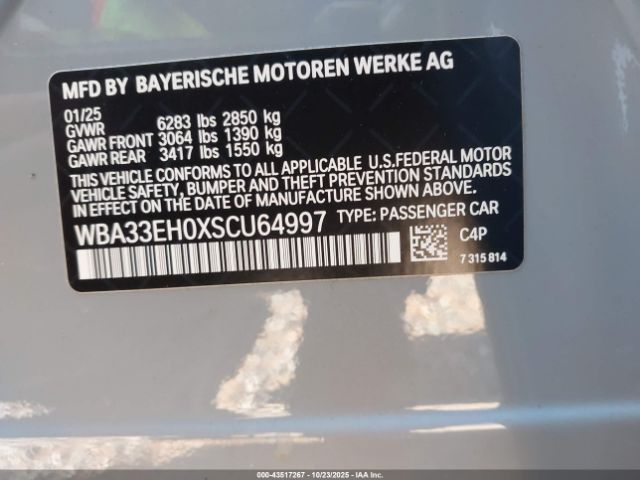 MFD BY BAYERISCHE MOTOREN WERKE AG
01/25
GVWR 6283 lbs 2850 kg
GAWR FRONT 3064 lbs 1390 kg
GAWR REAR 3417 lbs 1550 kg
THIS VEHICLE CONFORMS TO ALL APPLICABLE U.S.FEDERAL MOTOR
VEHICLE SAFETY, BUMPER AND THEFT PREVENTION STANDARDS
IN EFFECT ON THE DATE OF MANUFACTURE SHOWN ABOVE.
WBA33EH0XSCU64997 TYPE: PASSENGER CAR
C4P
7 315 814
000-43517267 - 10/23/2025 - IAAI.CA